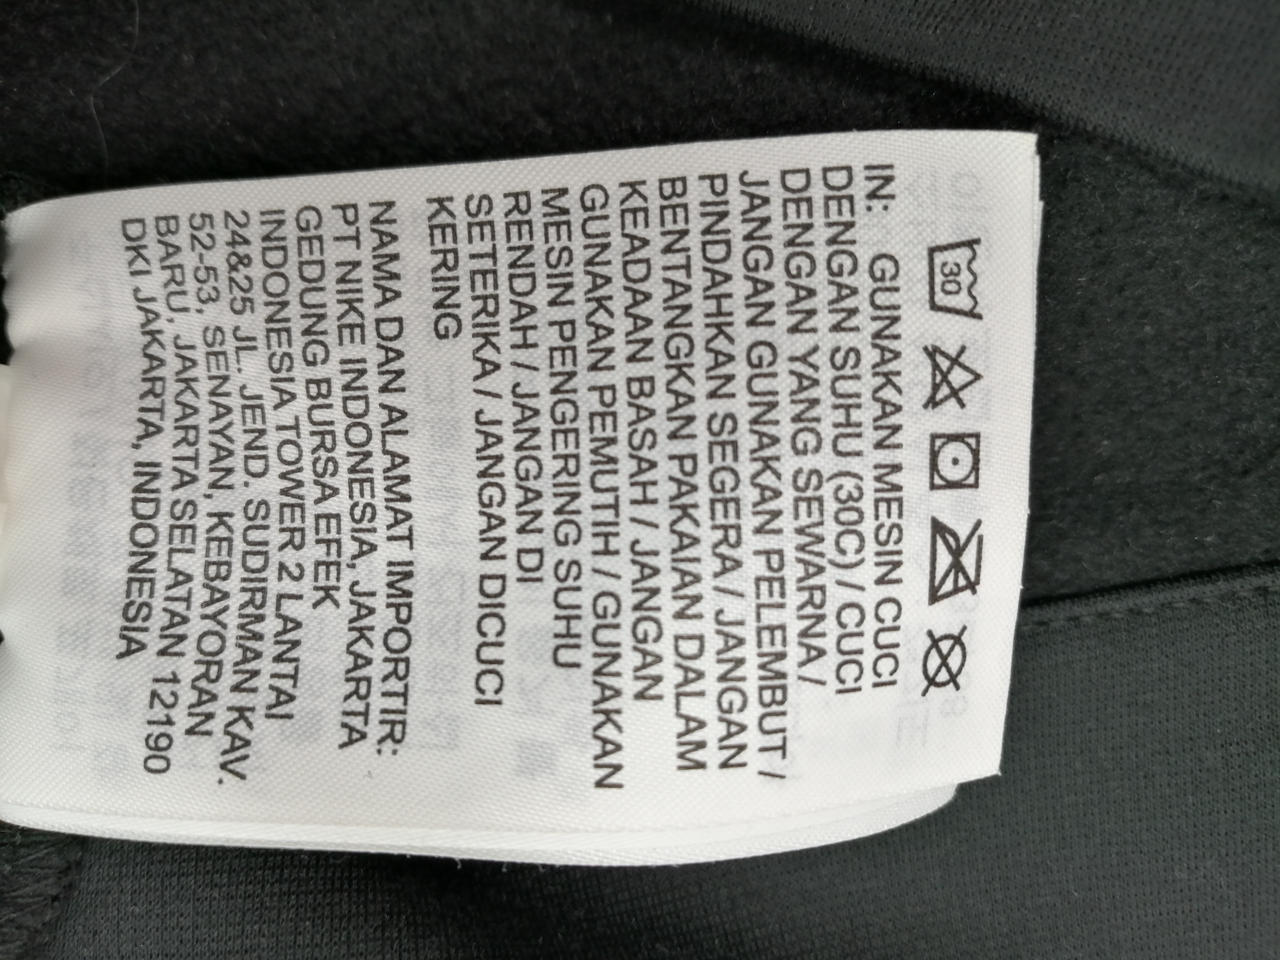 30
IN: GUNAKAN MESIN CUCI
DENGAN SUHU (30C) / CUCI
DENGAN YANG SEWARNA /
JANGAN GUNAKAN PELEMBUT /
PINDAHKAN SEGERA / JANGAN
BENTANGKAN PAKAIAN DALAM
KEADAAN BASAH / JANGAN
GUNAKAN PEMUTIH / GUNAKAN
MESIN PENGERING SUHU
RENDAH / JANGAN DI
SETERIKA / JANGAN DICUCI
KERING
NAMA DAN ALAMAT IMPORTIR:
PT NIKE INDONESIA, JAKARTA
GEDUNG BURSA EFEK
INDONESIA TOWER 2 LANTAI
24&25 JL. JEND. SUDIRMAN KAV.
52-53, SENAYAN, KEBAYORAN
BARU, JAKARTA SELATAN 12190
DKI JAKARTA, INDONESIA